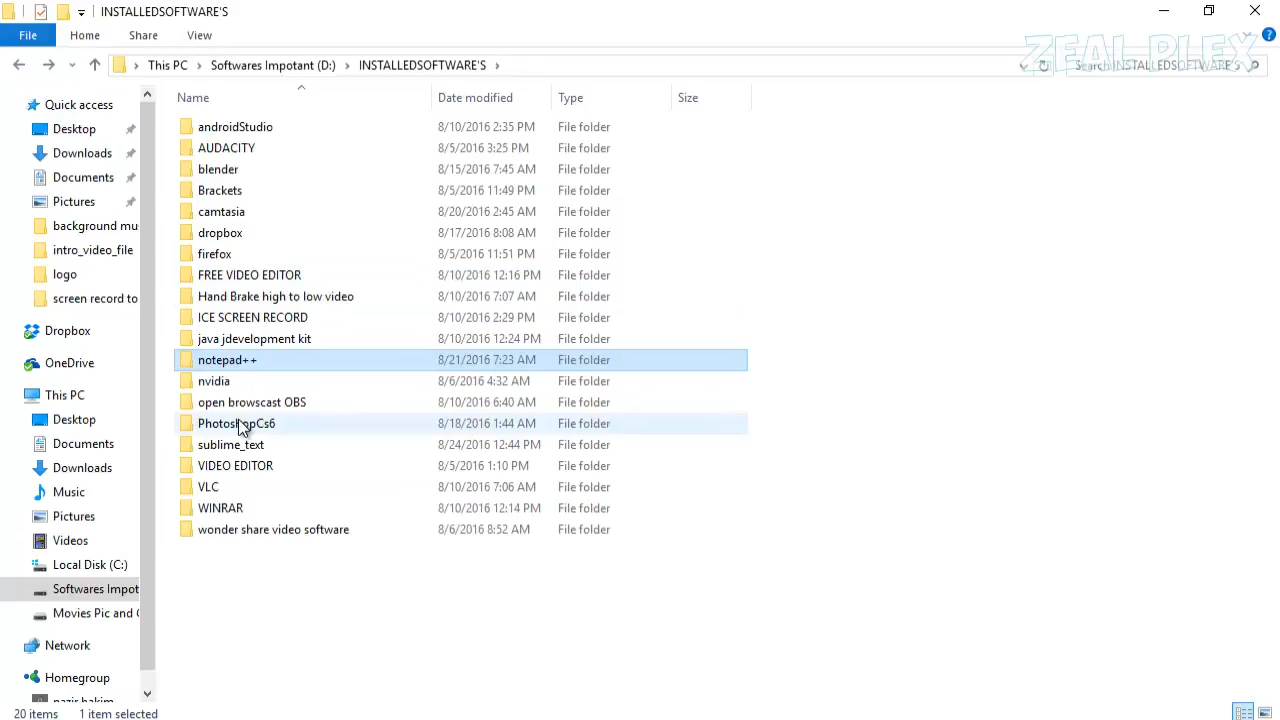 INSTALLEDSOFTWARE'S
File Home Share View
ZEAL PLEX
This PC Softwares Impotant (D:) INSTALLEDSOFTWARE'S Search INSTALLEDSOFTWARE'S
Name Date modified Type Size
Quick access
Desktop
Downloads
Documents
Pictures
background mu
intro_video_file
logo
screen record to
Dropbox
OneDrive
This PC
Desktop
Documents
Downloads
Music
Pictures
Videos
Local Disk (C:)
Softwares Impot
Movies Pic and
Network
Homegroup
nazir hakim
androidStudio 8/10/2016 2:35 PM File folder
AUDACITY 8/5/2016 3:25 PM File folder
blender 8/15/2016 7:45 AM File folder
Brackets 8/5/2016 11:49 PM File folder
camtasia 8/20/2016 2:45 AM File folder
dropbox 8/17/2016 8:08 AM File folder
firefox 8/5/2016 11:51 PM File folder
FREE VIDEO EDITOR 8/10/2016 12:16 PM File folder
Hand Brake high to low video 8/10/2016 7:07 AM File folder
ICE SCREEN RECORD 8/10/2016 2:29 PM File folder
java jdevelopment kit 8/10/2016 12:24 PM File folder
notepad++ 8/21/2016 7:23 AM File folder
nvidia 8/6/2016 4:32 AM File folder
open browscast OBS 8/10/2016 6:40 AM File folder
PhotoshopCs6 8/18/2016 1:44 AM File folder
sublime_text 8/24/2016 12:44 PM File folder
VIDEO EDITOR 8/5/2016 1:10 PM File folder
VLC 8/10/2016 7:06 AM File folder
WINRAR 8/10/2016 12:14 PM File folder
wonder share video software 8/6/2016 8:52 AM File folder
20 items 1 item selected